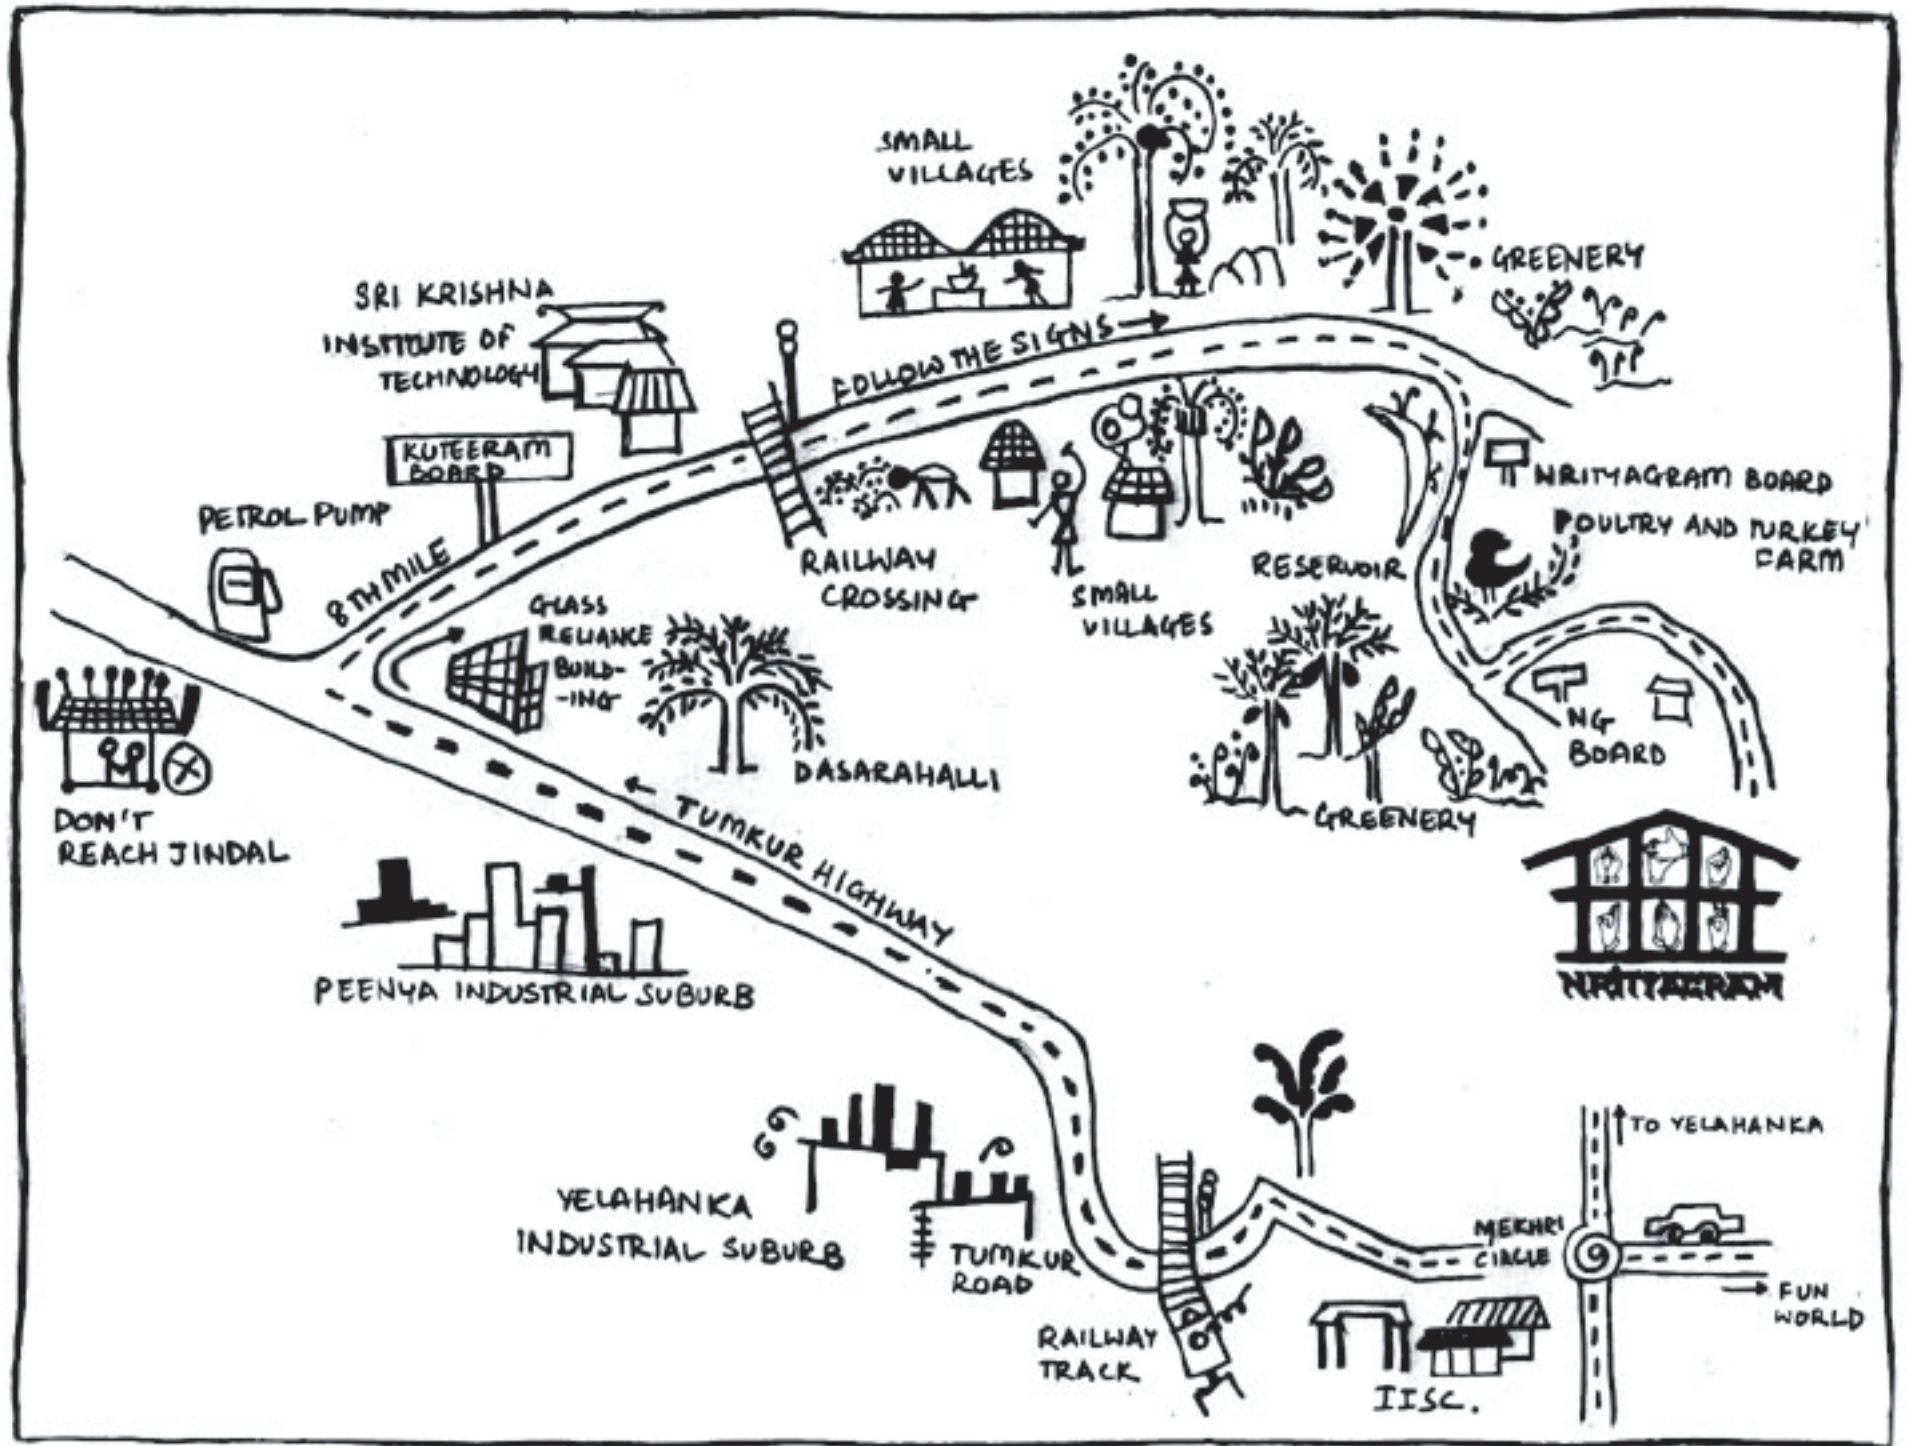 SMALL
VILLAGES
GREENERY
SRI KRISHNA
INSTITUTE OF
TECHNOLOGY
FOLLOW THE SIGNS →
KUTEERAM
BOARD
PETROL PUMP
8TH MILE
NRITYAGRAM BOARD
POULTRY AND TURKEY
FARM
RAILWAY
CROSSING
SMALL
VILLAGES
RESERVOIR
GLASS
RELIANCE
BUILD-
-ING
DASARAHALLI
NG
BOARD
GREENERY
DON'T
REACH JINDAL
← TUMKUR HIGHWAY
PEENYA INDUSTRIAL SUBURB
NRITYAGRAM
TO YELAHANKA
YELAHANKA
INDUSTRIAL SUBURB
TUMKUR
ROAD
MEKHRI
CIRCLE
→ FUN
WORLD
RAILWAY
TRACK
IISC.